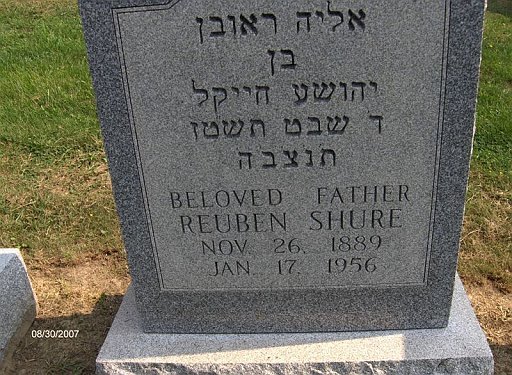 אליה ראובן
בן
יהושע הייקל
ד שבט תשטז
תנצבה
BELOVED FATHER
REUBEN SHURE
NOV. 26, 1889
JAN. 17, 1956
08/30/2007